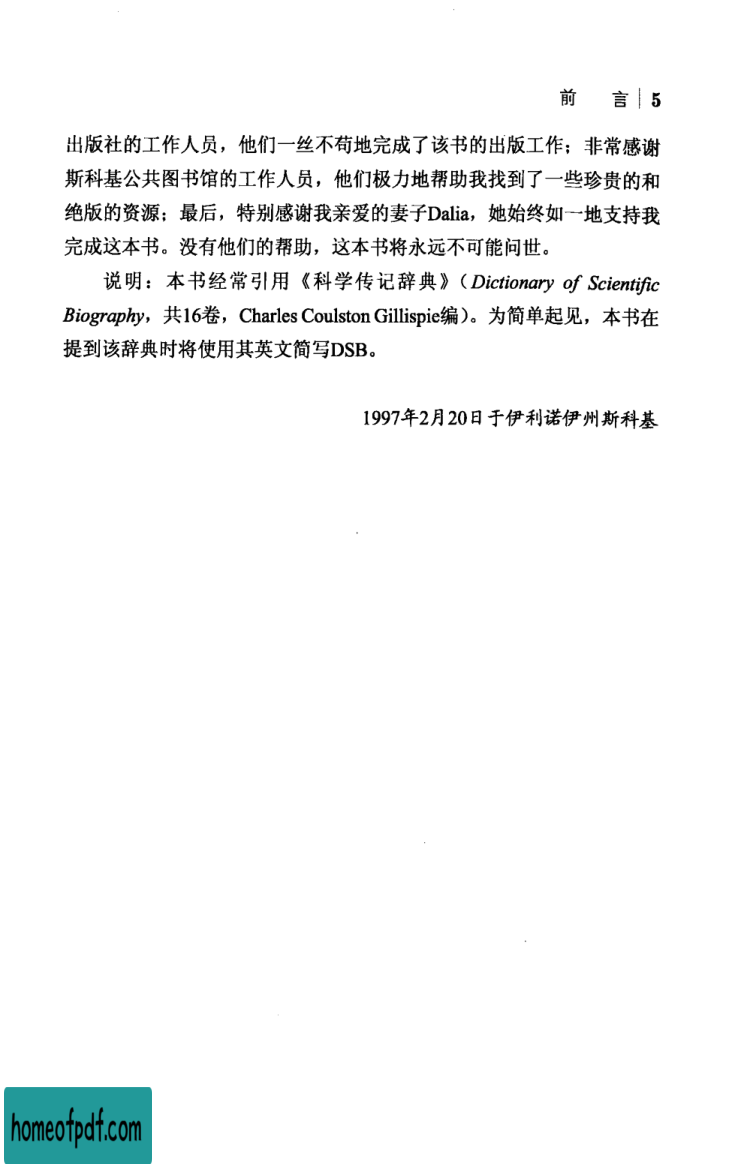 前 言 | 5
出版社的工作人员，他们一丝不苟地完成了该书的出版工作；非常感谢
斯科基公共图书馆的工作人员，他们极力地帮助我找到了一些珍贵的和
绝版的资源；最后，特别感谢我亲爱的妻子Dalia，她始终如一地支持我
完成这本书。没有他们的帮助，这本书将永远不可能问世。
说明：本书经常引用《科学传记辞典》（Dictionary of Scientific
Biography，共16卷，Charles Coulston Gillispie编）。为简单起见，本书在
提到该辞典时将使用其英文简写DSB。
1997年2月20日于伊利诺伊州斯科基
homeofpdf.com